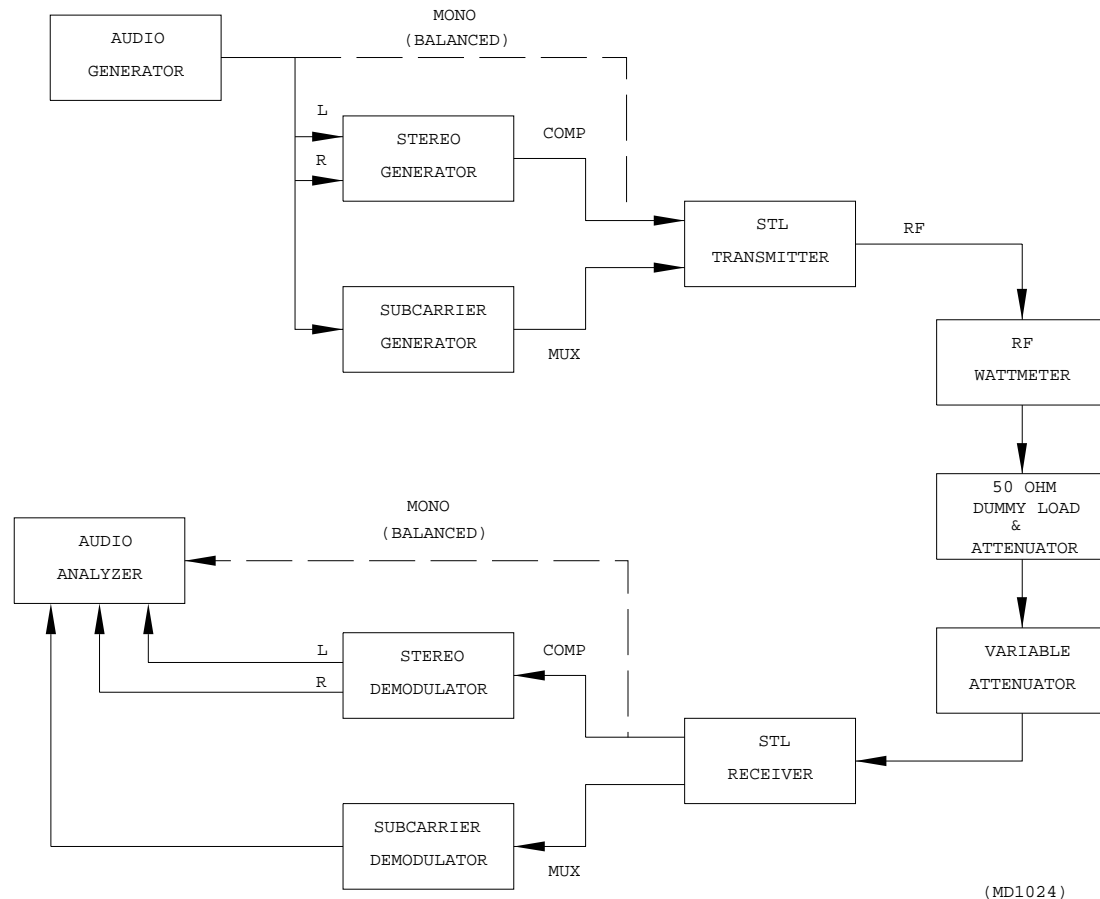 MONO
(BALANCED)
AUDIO
GENERATOR
L
R
STEREO
GENERATOR
COMP
STL
TRANSMITTER
RF
SUBCARRIER
GENERATOR
MUX
RF
WATTMETER
50 OHM
DUMMY LOAD
&
ATTENUATOR
VARIABLE
ATTENUATOR
MONO
(BALANCED)
AUDIO
ANALYZER
L
R
STEREO
DEMODULATOR
COMP
STL
RECEIVER
SUBCARRIER
DEMODULATOR
MUX
(MD1024)